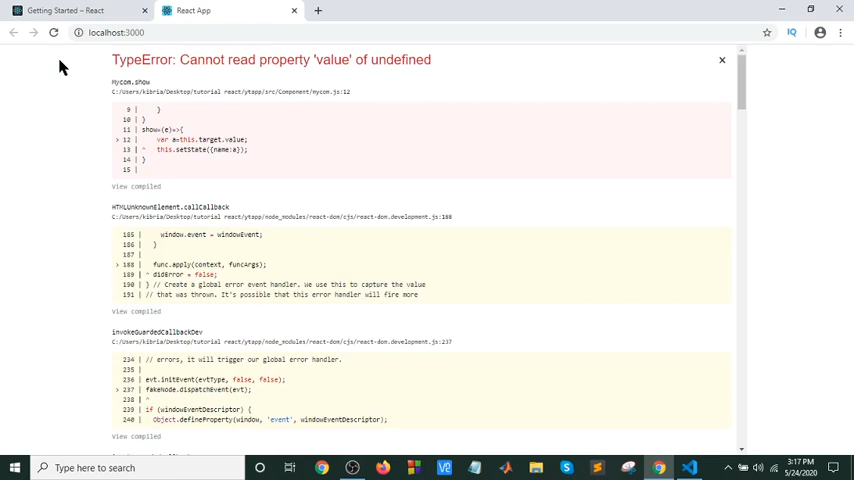 Getting Started – React
React App
localhost:3000
TypeError: Cannot read property 'value' of undefined
Mycom.show
C:/Users/kibria/Desktop/tutorial react/ytapp/src/Component/mycom.js:12
9 | }
10 | }
11 | show=(e)=>{
> 12 | var a=this.target.value;
13 | ^ this.setState({name:a});
14 | }
15 |
View compiled
HTMLUnknownElement.callCallback
C:/Users/kibria/Desktop/tutorial react/ytapp/node_modules/react-dom/cjs/react-dom.development.js:188
185 | window.event = windowEvent;
186 | }
187 |
> 188 | func.apply(context, funcArgs);
189 | ^ didError = false;
190 | } // Create a global error event handler. We use this to capture the value
191 | // that was thrown. It's possible that this error handler will fire more
View compiled
invokeGuardedCallbackDev
C:/Users/kibria/Desktop/tutorial react/ytapp/node_modules/react-dom/cjs/react-dom.development.js:237
234 | // errors, it will trigger our global error handler.
235 |
236 | evt.initEvent(evtType, false, false);
> 237 | fakeNode.dispatchEvent(evt);
238 | ^
239 | if (windowEventDescriptor) {
240 | Object.defineProperty(window, 'event', windowEventDescriptor);
View compiled
Type here to search
3:17 PM
5/24/2020